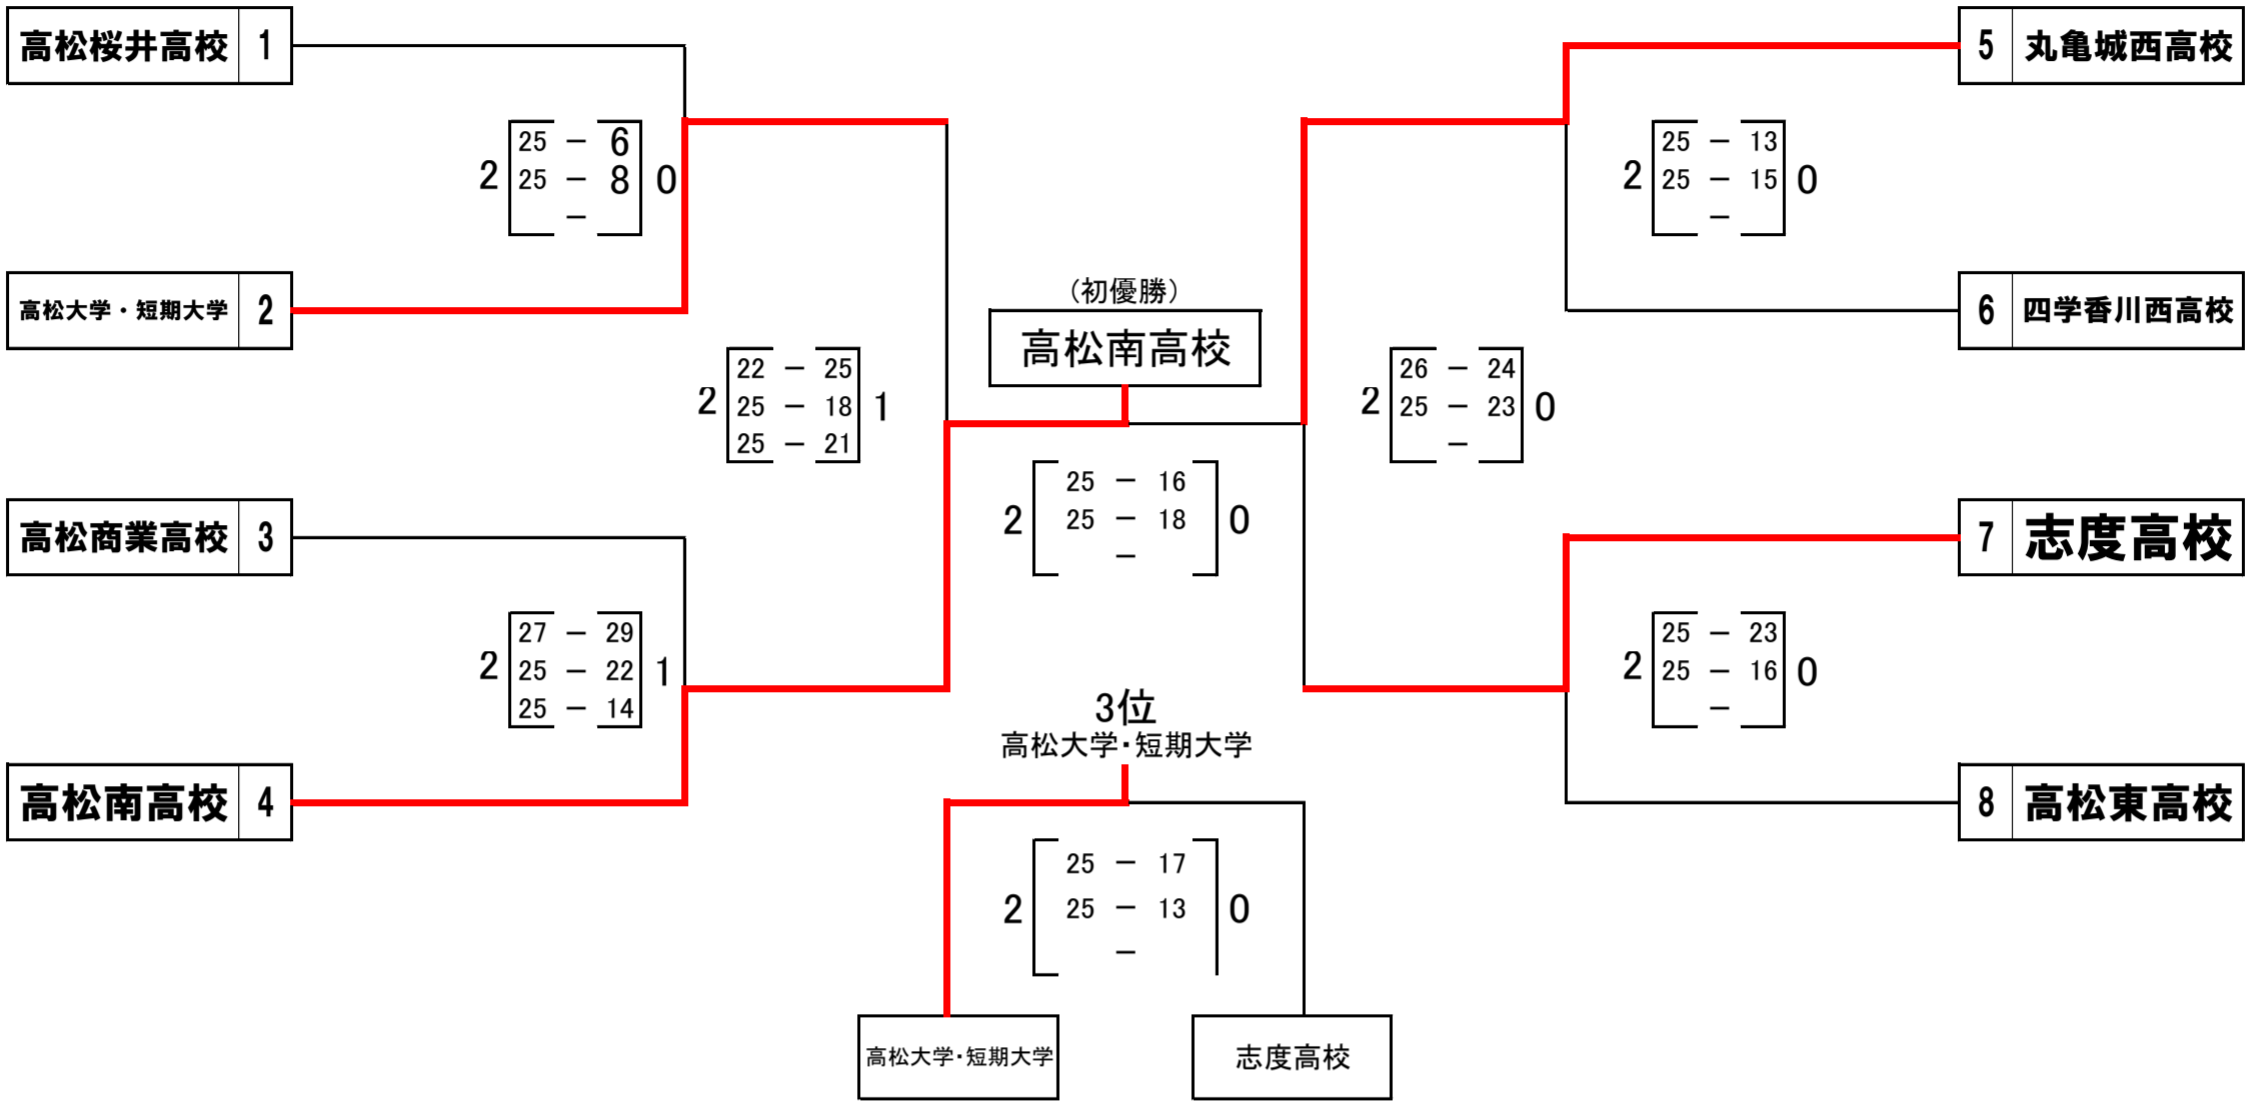 高松桜井高校 1
5 丸亀城西高校
2 25 － 6 0
25 － 8
－
2 25 － 13 0
25 － 15
－
高松大学・短期大学 2
6 四学香川西高校
（初優勝）
高松南高校
2 22 － 25 1
25 － 18
25 － 21
2 26 － 24 0
25 － 23
－
2 25 － 16 0
25 － 18
－
高松商業高校 3
7 志度高校
2 27 － 29 1
25 － 22
25 － 14
2 25 － 23 0
25 － 16
－
3位
高松大学・短期大学
高松南高校 4
8 高松東高校
2 25 － 17 0
25 － 13
－
高松大学・短期大学
志度高校